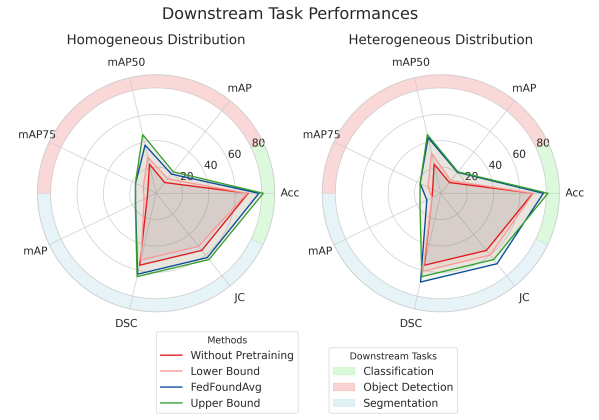 Downstream Task Performances
Homogeneous Distribution
Heterogeneous Distribution
mAP50
mAP
mAP75
80
60
40
20
Acc
mAP
JC
DSC
mAP50
mAP
mAP75
80
60
40
20
Acc
mAP
JC
DSC
Methods
Without Pretraining
Lower Bound
FedFoundAvg
Upper Bound
Downstream Tasks
Classification
Object Detection
Segmentation